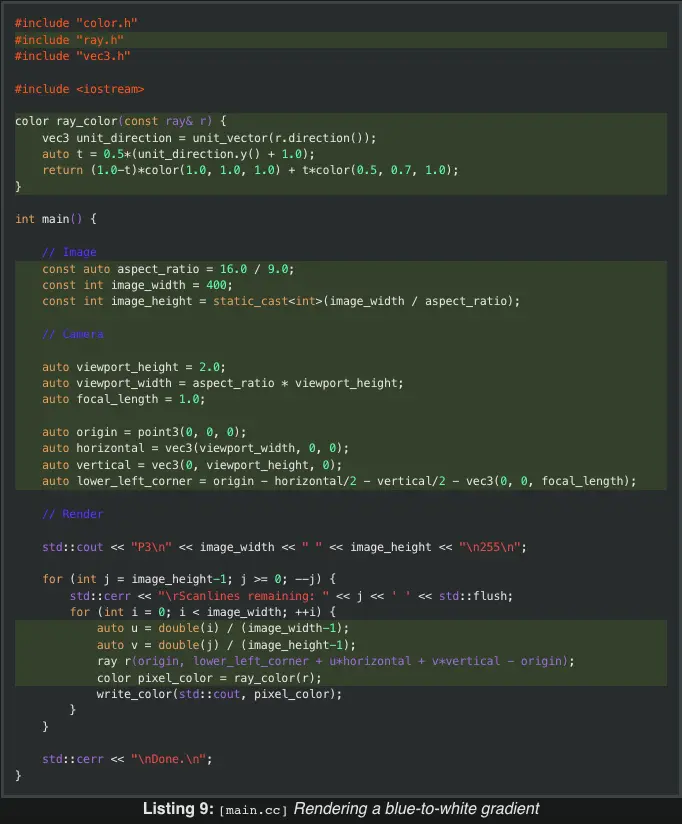 #include "color.h"
#include "ray.h"
#include "vec3.h"
#include <iostream>
color ray_color(const ray& r) {
    vec3 unit_direction = unit_vector(r.direction());
    auto t = 0.5*(unit_direction.y() + 1.0);
    return (1.0-t)*color(1.0, 1.0, 1.0) + t*color(0.5, 0.7, 1.0);
}
int main() {
    // Image
    const auto aspect_ratio = 16.0 / 9.0;
    const int image_width = 400;
    const int image_height = static_cast<int>(image_width / aspect_ratio);
    // Camera
    auto viewport_height = 2.0;
    auto viewport_width = aspect_ratio * viewport_height;
    auto focal_length = 1.0;
    auto origin = point3(0, 0, 0);
    auto horizontal = vec3(viewport_width, 0, 0);
    auto vertical = vec3(0, viewport_height, 0);
    auto lower_left_corner = origin - horizontal/2 - vertical/2 - vec3(0, 0, focal_length);
    // Render
    std::cout << "P3\n" << image_width << " " << image_height << "\n255\n";
    for (int j = image_height-1; j >= 0; --j) {
        std::cerr << "\rScanlines remaining: " << j << ' ' << std::flush;
        for (int i = 0; i < image_width; ++i) {
            auto u = double(i) / (image_width-1);
            auto v = double(j) / (image_height-1);
            ray r(origin, lower_left_corner + u*horizontal + v*vertical - origin);
            color pixel_color = ray_color(r);
            write_color(std::cout, pixel_color);
        }
    }
    std::cerr << "\nDone.\n";
}
Listing 9: [main.cc] Rendering a blue-to-white gradient